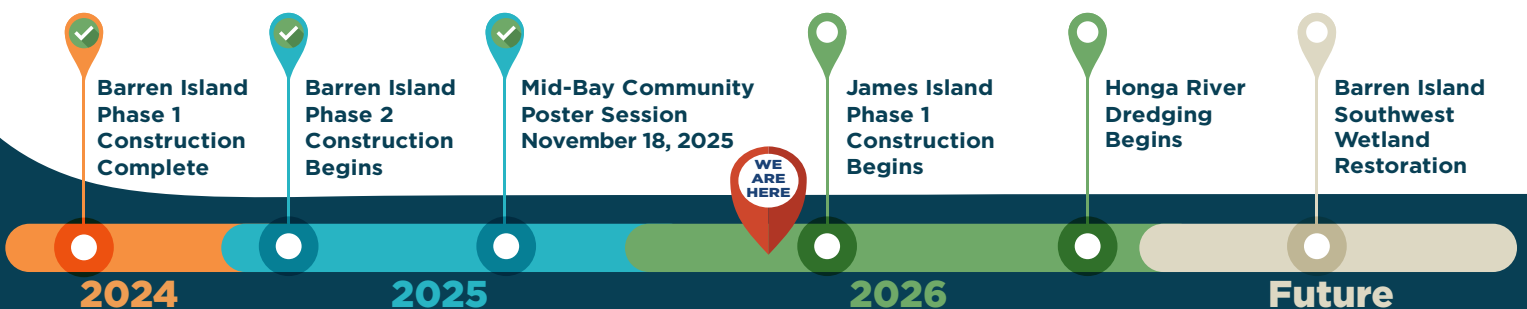 Barren Island
Phase 1
Construction
Complete
Barren Island
Phase 2
Construction
Begins
Mid-Bay Community
Poster Session
November 18, 2025
WE
ARE
HERE
James Island
Phase 1
Construction
Begins
Honga River
Dredging
Begins
Barren Island
Southwest
Wetland
Restoration
2024
2025
2026
Future